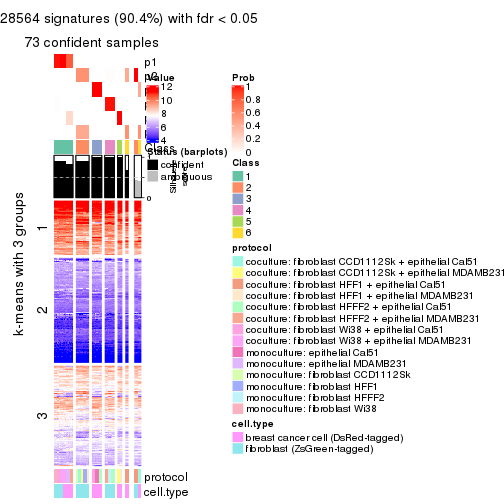 28564 signatures (90.4%) with fdr < 0.05
73 confident samples
p1
value
12
10
8
6
4
Prob
1
0.8
0.6
0.4
0.2
0
Status (barplots)
confident
ambiguous
0
Class
1
2
3
4
5
6
k-means with 3 groups
1
2
3
protocol
coculture: fibroblast CCD1112Sk + epithelial Cal51
coculture: fibroblast CCD1112Sk + epithelial MDAMB231
coculture: fibroblast HFF1 + epithelial Cal51
coculture: fibroblast HFF1 + epithelial MDAMB231
coculture: fibroblast HFFF2 + epithelial Cal51
coculture: fibroblast HFFF2 + epithelial MDAMB231
coculture: fibroblast Wi38 + epithelial Cal51
coculture: fibroblast Wi38 + epithelial MDAMB231
monoculture: epithelial Cal51
monoculture: epithelial MDAMB231
monoculture: fibroblast CCD1112Sk
monoculture: fibroblast HFF1
monoculture: fibroblast HFFF2
monoculture: fibroblast Wi38
cell.type
breast cancer cell (DsRed-tagged)
fibroblast (ZsGreen-tagged)
protocol
cell.type